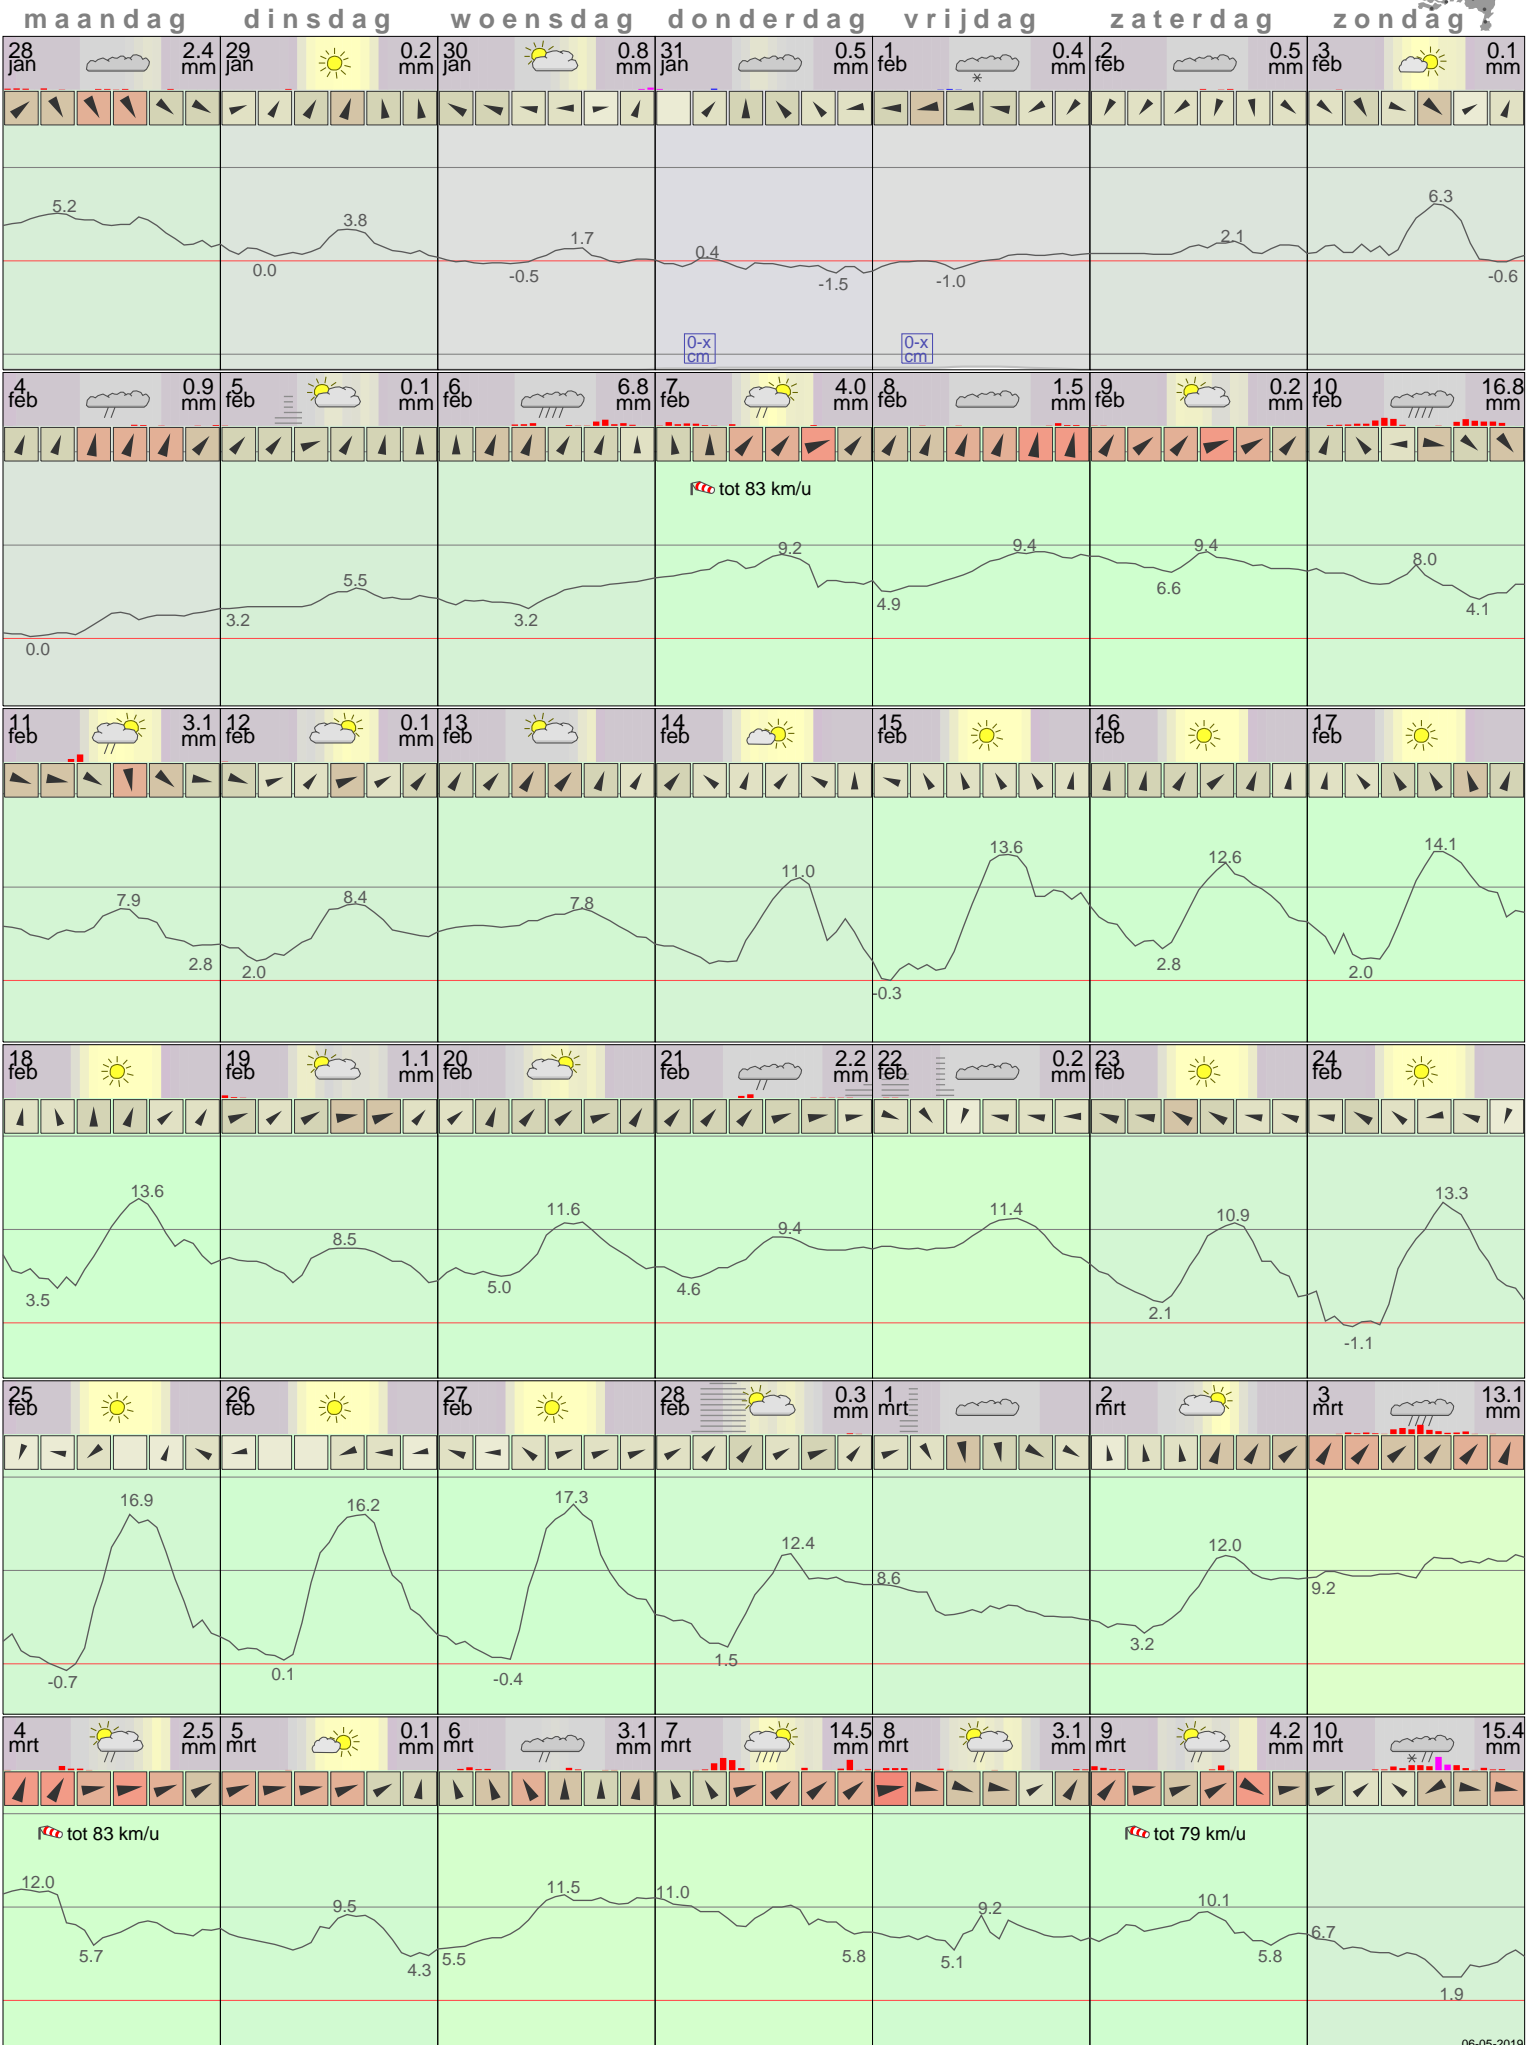 maandag dinsdag woensdag donderdag vrijdag zaterdag zondag
28 jan 2.4 mm 29 jan 0.2 mm 30 jan 0.8 mm 31 jan 0.5 mm 1 feb 0.4 mm 2 feb 0.5 mm 3 feb 0.1 mm
5.2 0.0 3.8 -0.5 1.7 0.4 -1.5 -1.0 2.1 6.3 -0.6
0-x cm 0-x cm
4 feb 0.9 mm 5 feb 0.1 mm 6 feb 6.8 mm 7 feb 4.0 mm 8 feb 1.5 mm 9 feb 0.2 mm 10 feb 16.8 mm
tot 83 km/u
0.0 3.2 5.5 3.2 9.2 4.9 9.4 6.6 9.4 8.0 4.1
11 feb 3.1 mm 12 feb 0.1 mm 13 feb 14 feb 15 feb 16 feb 17 feb
7.9 2.8 2.0 8.4 7.8 11.0 -0.3 13.6 2.8 12.6 2.0 14.1
18 feb 19 feb 1.1 mm 20 feb 21 feb 2.2 mm 22 feb 0.2 mm 23 feb 24 feb
3.5 13.6 8.5 5.0 11.6 4.6 9.4 11.4 2.1 10.9 -1.1 13.3
25 feb 26 feb 27 feb 28 feb 0.3 mm 1 mrt 2 mrt 3 mrt 13.1 mm
-0.7 16.9 0.1 16.2 -0.4 17.3 1.5 12.4 8.6 3.2 12.0 9.2
4 mrt 2.5 mm 5 mrt 0.1 mm 6 mrt 3.1 mm 7 mrt 14.5 mm 8 mrt 3.1 mm 9 mrt 4.2 mm 10 mrt 15.4 mm
tot 83 km/u tot 79 km/u
12.0 5.7 9.5 4.3 5.5 11.5 11.0 5.8 5.1 9.2 10.1 5.8 6.7 1.9
06-05-2019